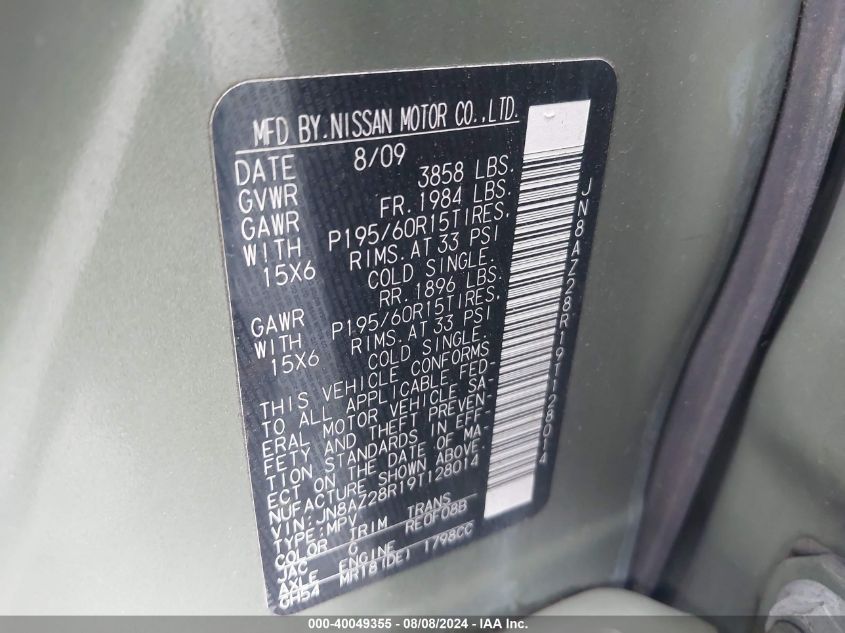 MFD BY.NISSAN MOTOR CO.,LTD.
DATE 8/09
GVWR 3858 LBS.
GAWR FR. 1984 LBS.
WITH P195/60R15TIRES,
15X6 RIMS.AT 33 PSI
COLD SINGLE.
GAWR RR. 1896 LBS.
WITH P195/60R15TIRES,
15X6 RIMS.AT 33 PSI
COLD SINGLE.
THIS VEHICLE CONFORMS
TO ALL APPLICABLE FED-
ERAL MOTOR VEHICLE SA-
FETY AND THEFT PREVEN-
TION STANDARDS IN EFF-
ECT ON THE DATE OF MA-
NUFACTURE SHOWN ABOVE.
VIN:JN8AZ28R19T128014
TYPE:MPV
COLOR TRIM TRANS
JAC G RE0F08B
AXLE ENGINE
GH54 MR18(DE) 1798CC
JN8AZ28R19T128014
000-40049355 - 08/08/2024 - IAA Inc.